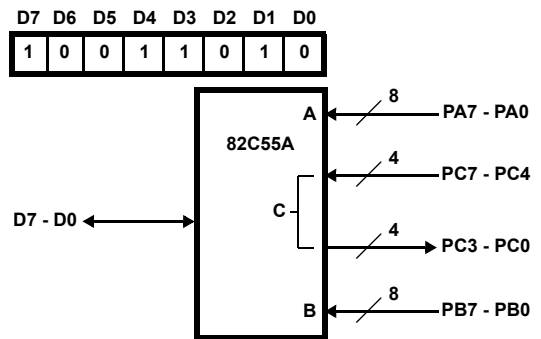 D7 D6 D5 D4 D3 D2 D1 D0
1 0 0 1 1 0 1 0
8
A PA7 - PA0
82C55A
4
PC7 - PC4
C
D7 - D0
4
PC3 - PC0
8
B PB7 - PB0